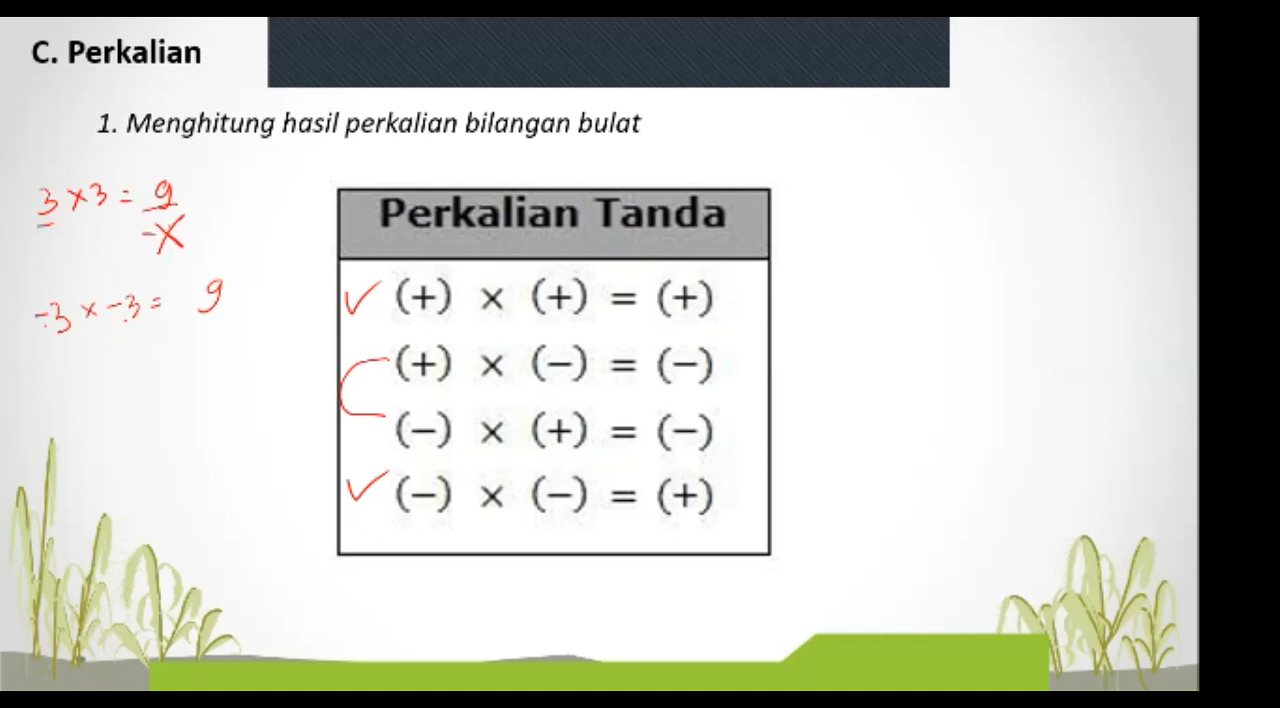 C. Perkalian
1. Menghitung hasil perkalian bilangan bulat
3 x 3 = 9
-3 x -3 = 9
Perkalian Tanda
(+) × (+) = (+)
(+) × (−) = (−)
(−) × (+) = (−)
(−) × (−) = (+)